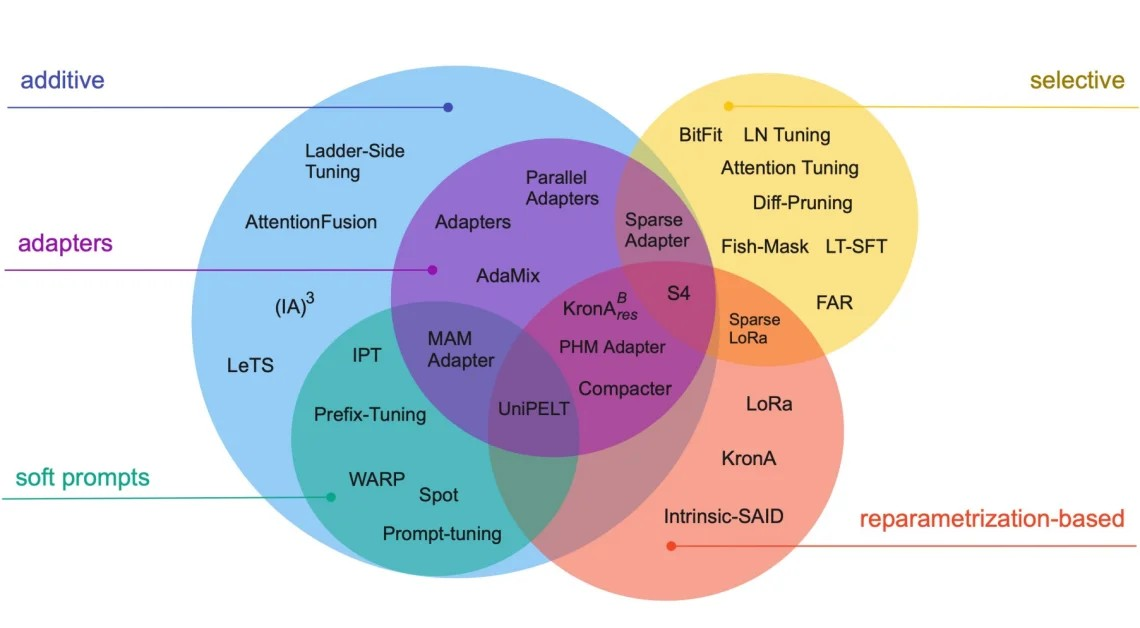 additive
selective
BitFit LN Tuning
Ladder-Side
Tuning
Attention Tuning
Parallel
Adapters
Diff-Pruning
AttentionFusion
Adapters
Sparse
Adapter
adapters
Fish-Mask LT-SFT
AdaMix
(IA)³
KronA^B_res
S4
FAR
Sparse
LoRa
MAM
Adapter
PHM Adapter
IPT
LeTS
Compacter
LoRa
Prefix-Tuning
UniPELT
KronA
soft prompts
WARP
Spot
Intrinsic-SAID
reparametrization-based
Prompt-tuning